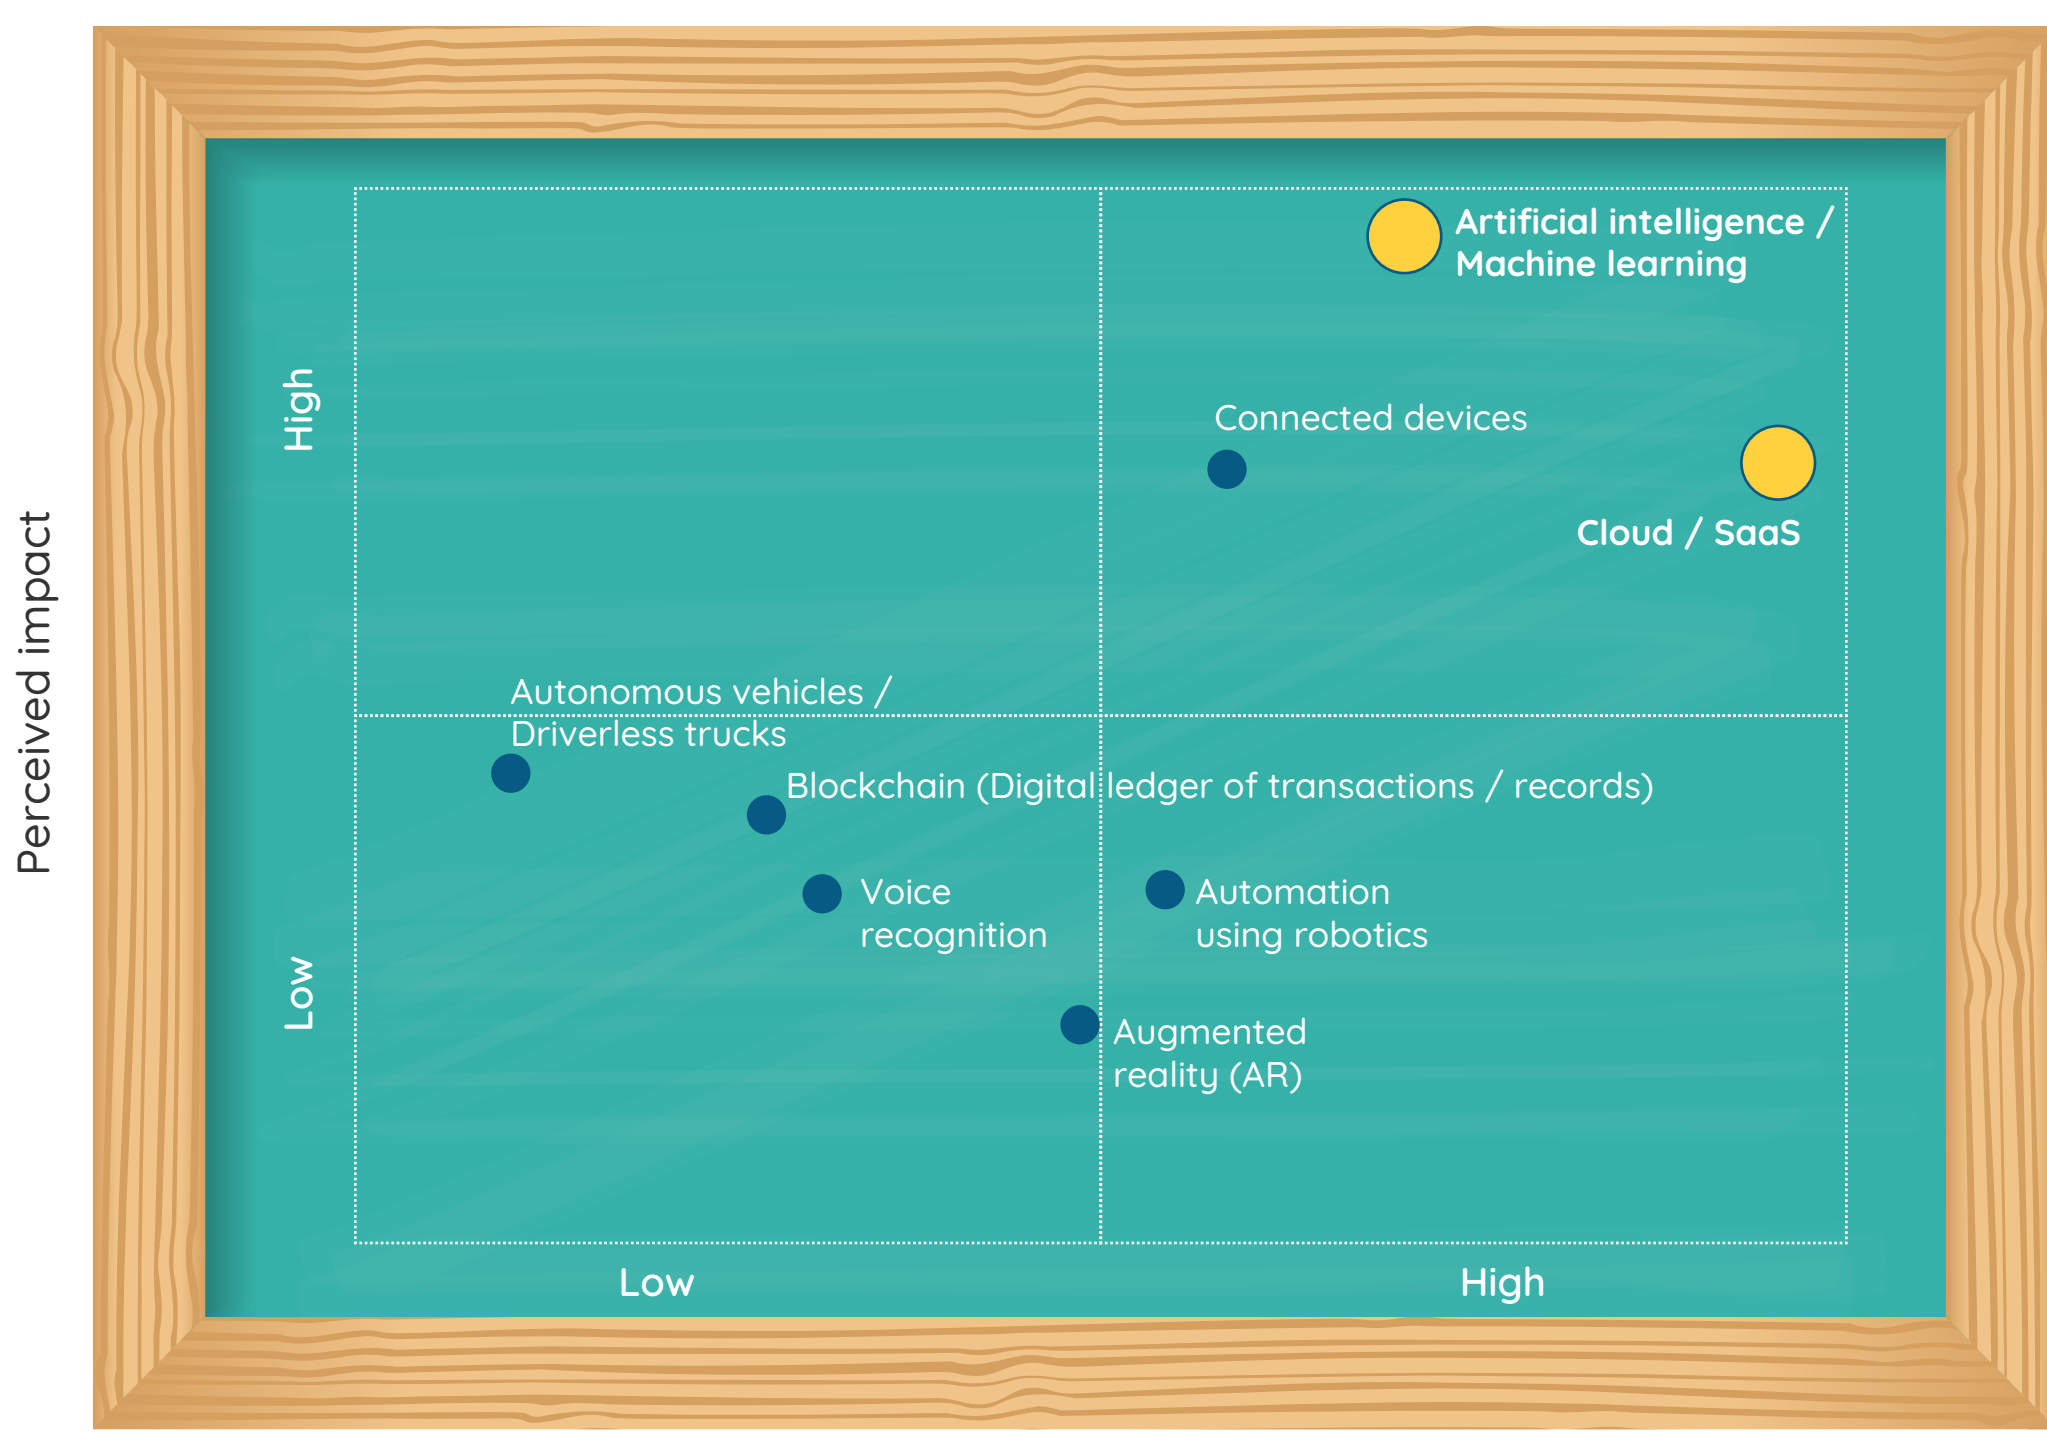 Perceived impact
High
Low
Artificial intelligence /
Machine learning
Connected devices
Cloud / SaaS
Autonomous vehicles /
Driverless trucks
Blockchain (Digital ledger of transactions / records)
Voice
recognition
Automation
using robotics
Augmented
reality (AR)
Low
High